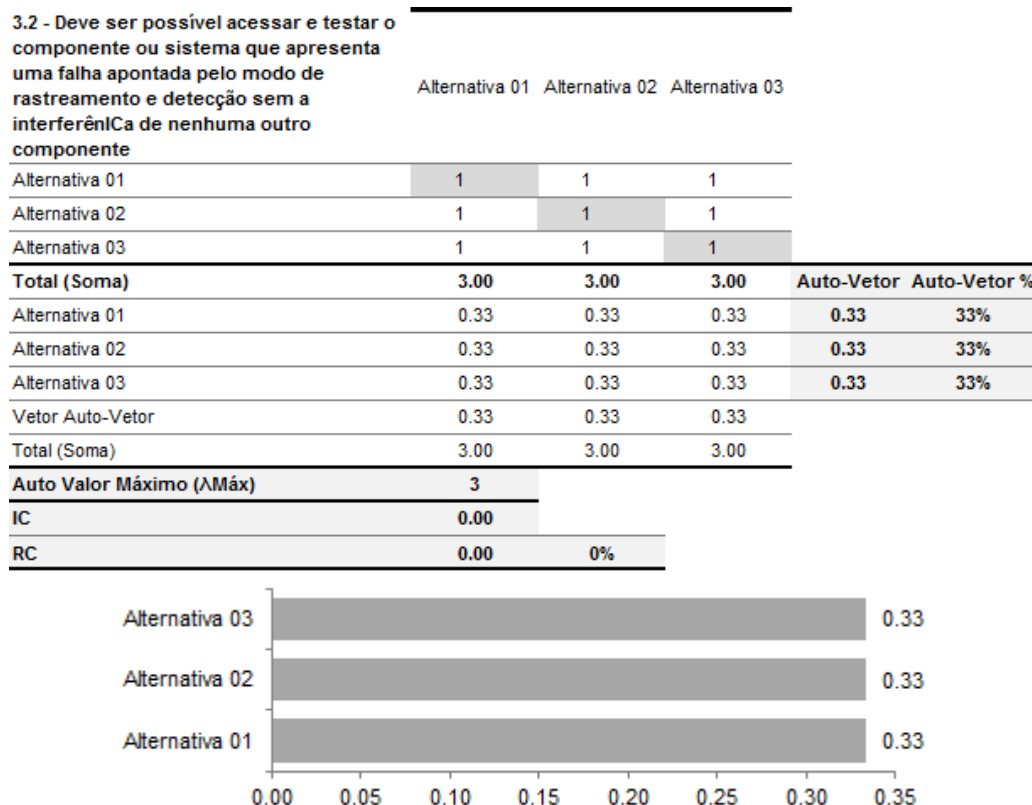 3.2 - Deve ser possível acessar e testar o
componente ou sistema que apresenta
uma falha apontada pelo modo de
rastreamento e detecção sem a
interferênICa de nenhuma outro
componente
Alternativa 01 Alternativa 02 Alternativa 03
Alternativa 01 1 1 1
Alternativa 02 1 1 1
Alternativa 03 1 1 1
Total (Soma) 3.00 3.00 3.00 Auto-Vetor Auto-Vetor %
Alternativa 01 0.33 0.33 0.33 0.33 33%
Alternativa 02 0.33 0.33 0.33 0.33 33%
Alternativa 03 0.33 0.33 0.33 0.33 33%
Vetor Auto-Vetor 0.33 0.33 0.33
Total (Soma) 3.00 3.00 3.00
Auto Valor Máximo (ΛMáx) 3
IC 0.00
RC 0.00 0%
Alternativa 03 0.33
Alternativa 02 0.33
Alternativa 01 0.33
0.00 0.05 0.10 0.15 0.20 0.25 0.30 0.35